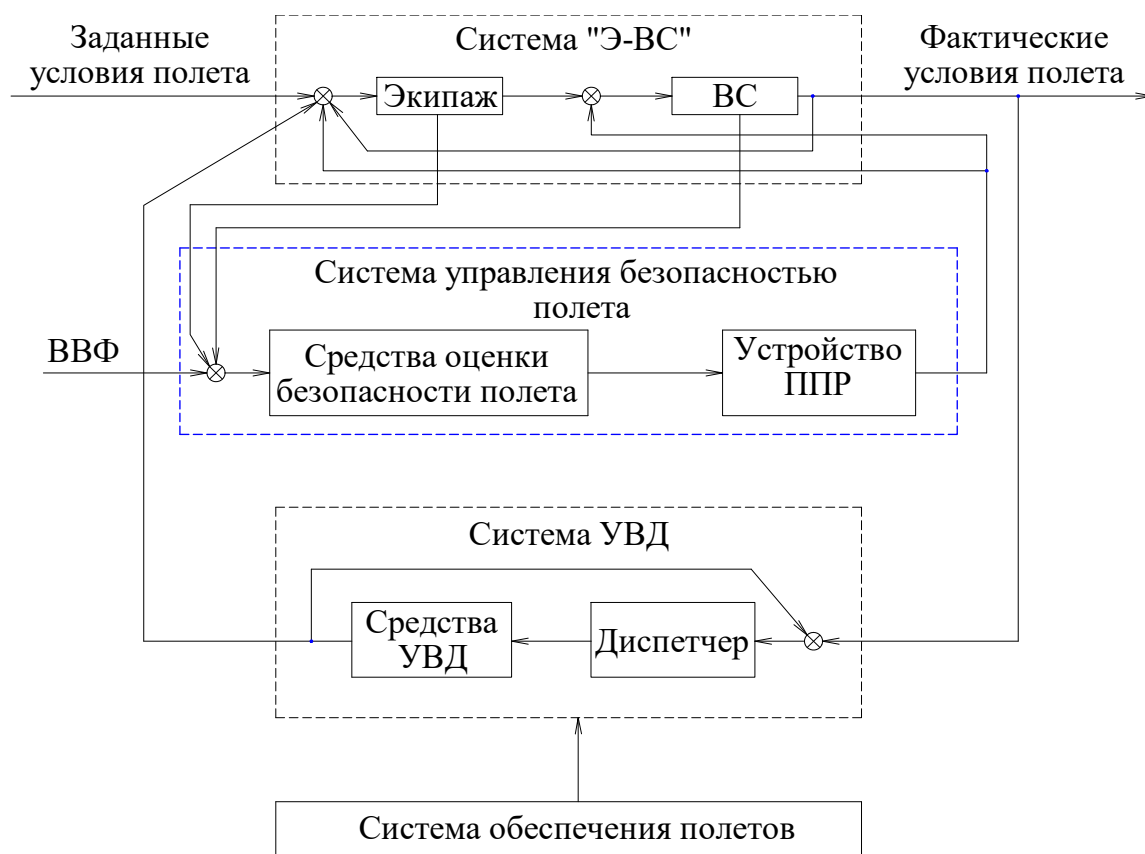 Заданные
условия полета
Система "Э-ВС"
Фактические
условия полета
Экипаж
ВС
Система управления безопасностью
полета
ВВФ
Средства оценки
безопасности полета
Устройство
ППР
Система УВД
Средства
УВД
Диспетчер
Система обеспечения полетов